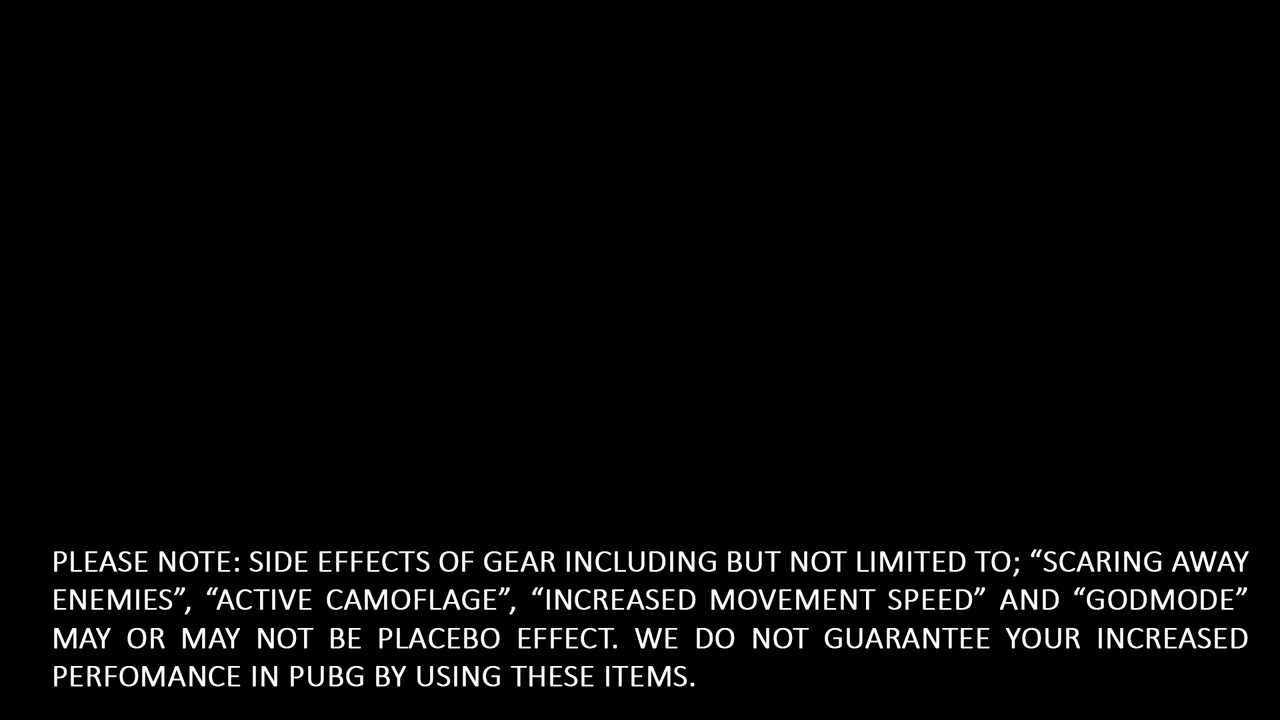 PLEASE NOTE: SIDE EFFECTS OF GEAR INCLUDING BUT NOT LIMITED TO; “SCARING AWAY
ENEMIES”, “ACTIVE CAMOFLAGE”, “INCREASED MOVEMENT SPEED” AND “GODMODE”
MAY OR MAY NOT BE PLACEBO EFFECT. WE DO NOT GUARANTEE YOUR INCREASED
PERFOMANCE IN PUBG BY USING THESE ITEMS.